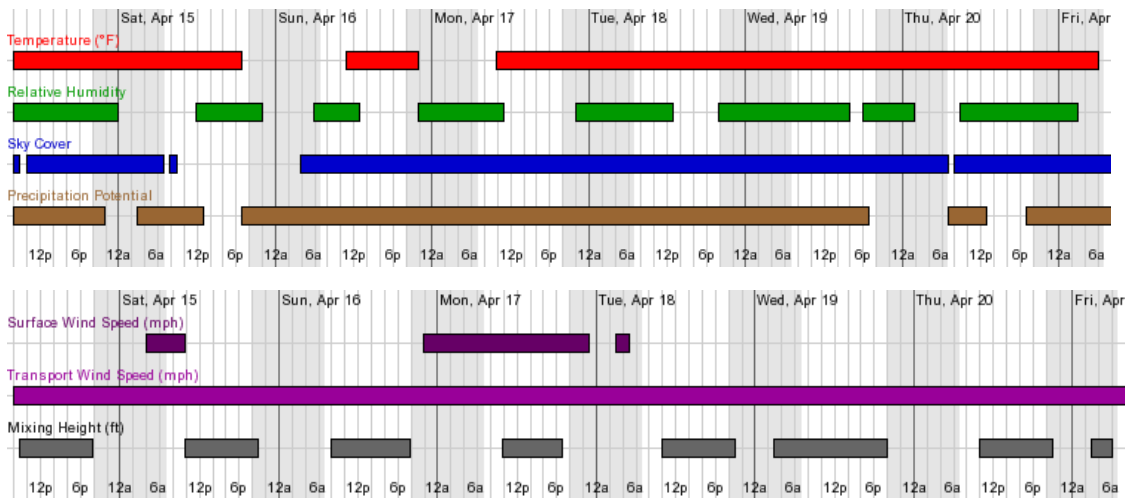 Sat, Apr 15 Sun, Apr 16 Mon, Apr 17 Tue, Apr 18 Wed, Apr 19 Thu, Apr 20 Fri, Apr
Temperature (°F)
Relative Humidity
Sky Cover
Precipitation Potential
12p 6p 12a 6a 12p 6p 12a 6a 12p 6p 12a 6a 12p 6p 12a 6a 12p 6p 12a 6a 12p 6p 12a 6a 12p 6p 12a 6a
Sat, Apr 15 Sun, Apr 16 Mon, Apr 17 Tue, Apr 18 Wed, Apr 19 Thu, Apr 20 Fri, Apr
Surface Wind Speed (mph)
Transport Wind Speed (mph)
Mixing Height (ft)
12p 6p 12a 6a 12p 6p 12a 6a 12p 6p 12a 6a 12p 6p 12a 6a 12p 6p 12a 6a 12p 6p 12a 6a 12p 6p 12a 6a